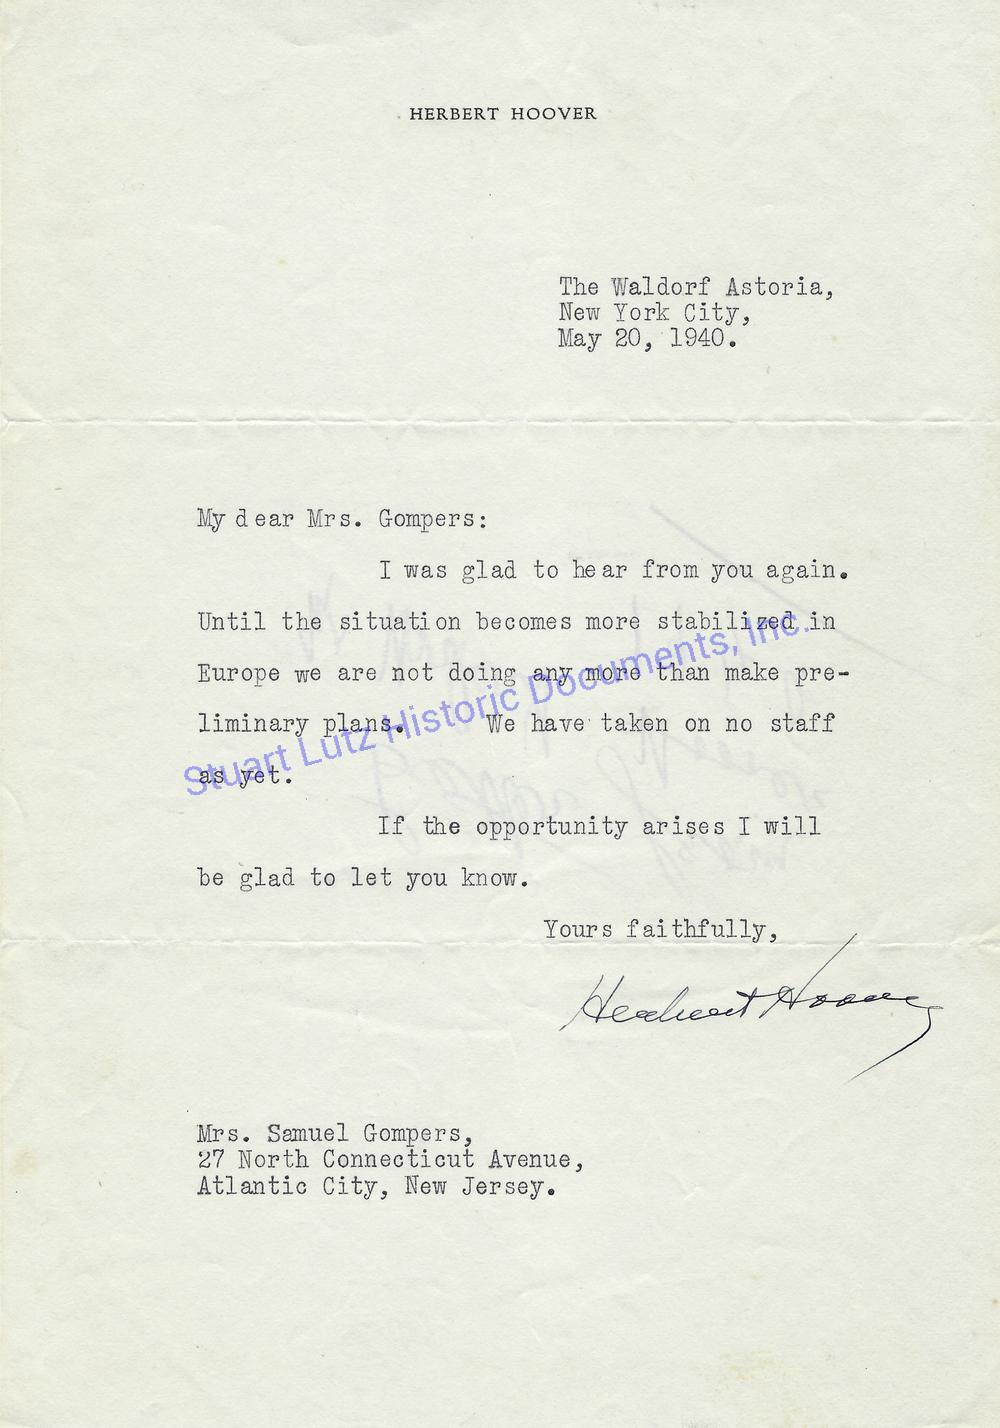 HERBERT HOOVER
The Waldorf Astoria,
New York City,
May 20, 1940.
My dear Mrs. Gompers:
I was glad to hear from you again.
Until the situation becomes more stabilized in
Europe we are not doing any more than make pre-
liminary plans. We have taken on no staff
as yet.
If the opportunity arises I will
be glad to let you know.
Yours faithfully,
Herbert Hoover
Mrs. Samuel Gompers,
27 North Connecticut Avenue,
Atlantic City, New Jersey.
Stuart Lutz Historic Documents, Inc.